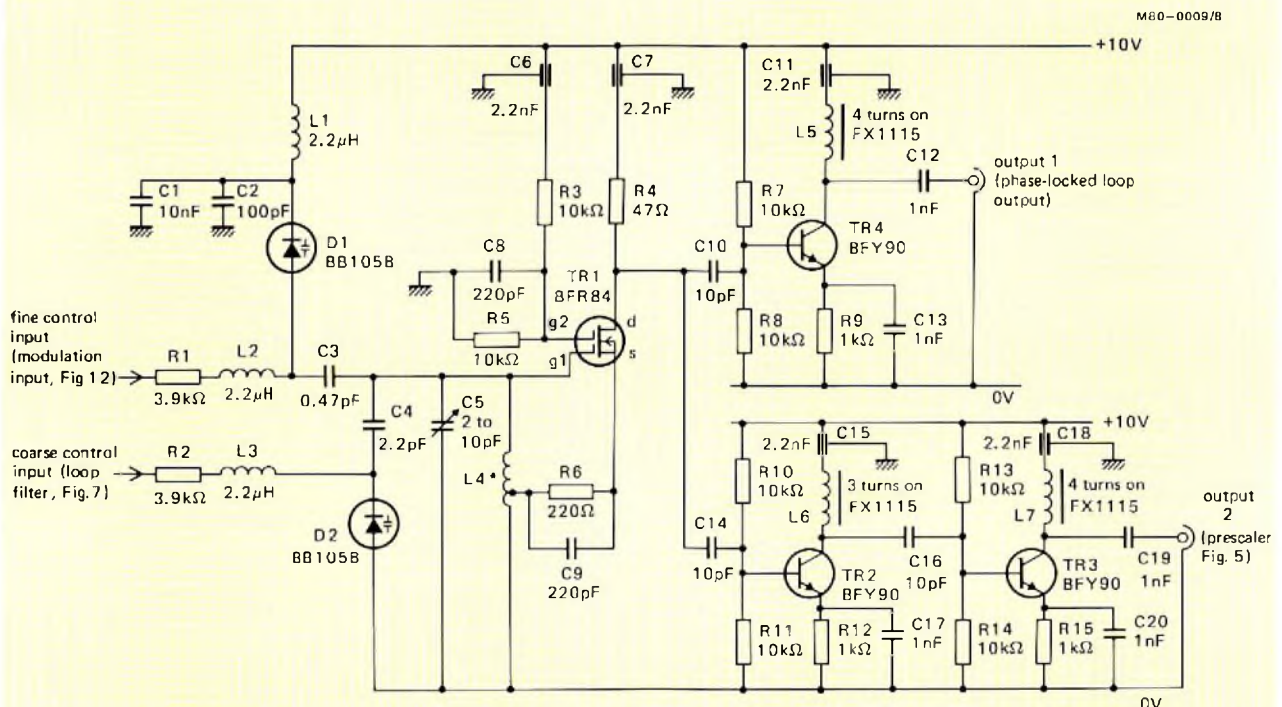 M80-0009/8
+10V
C6
2.2nF
C7
2.2nF
C11
2.2nF
L1
2.2µH
L5
4 turns on
FX1115
C12
1nF
output 1
(phase-locked loop
output)
C1
10nF
C2
100pF
R3
10kΩ
R4
47Ω
R7
10kΩ
D1
BB105B
C8
220pF
TR1
BFR84
C10
10pF
TR4
BFY90
R5
10kΩ
g2
g1
d
s
R8
10kΩ
R9
1kΩ
C13
1nF
fine control
input
(modulation
input, Fig 12)
R1
3.9kΩ
L2
2.2µH
C3
0.47pF
0V
C4
2.2pF
C5
2 to
10pF
+10V
coarse control
input (loop
filter, Fig.7)
R2
3.9kΩ
L3
2.2µH
L4*
R6
220Ω
C9
220pF
2.2nF
C15
2.2nF
C18
R10
10kΩ
3 turns on
FX1115
L6
R13
10kΩ
4 turns on
FX1115
L7
output
2
(prescaler
Fig. 5)
D2
BB105B
C14
10pF
TR2
BFY90
C16
10pF
TR3
BFY90
C19
1nF
R11
10kΩ
R12
1kΩ
C17
1nF
R14
10kΩ
R15
1kΩ
C20
1nF
0V